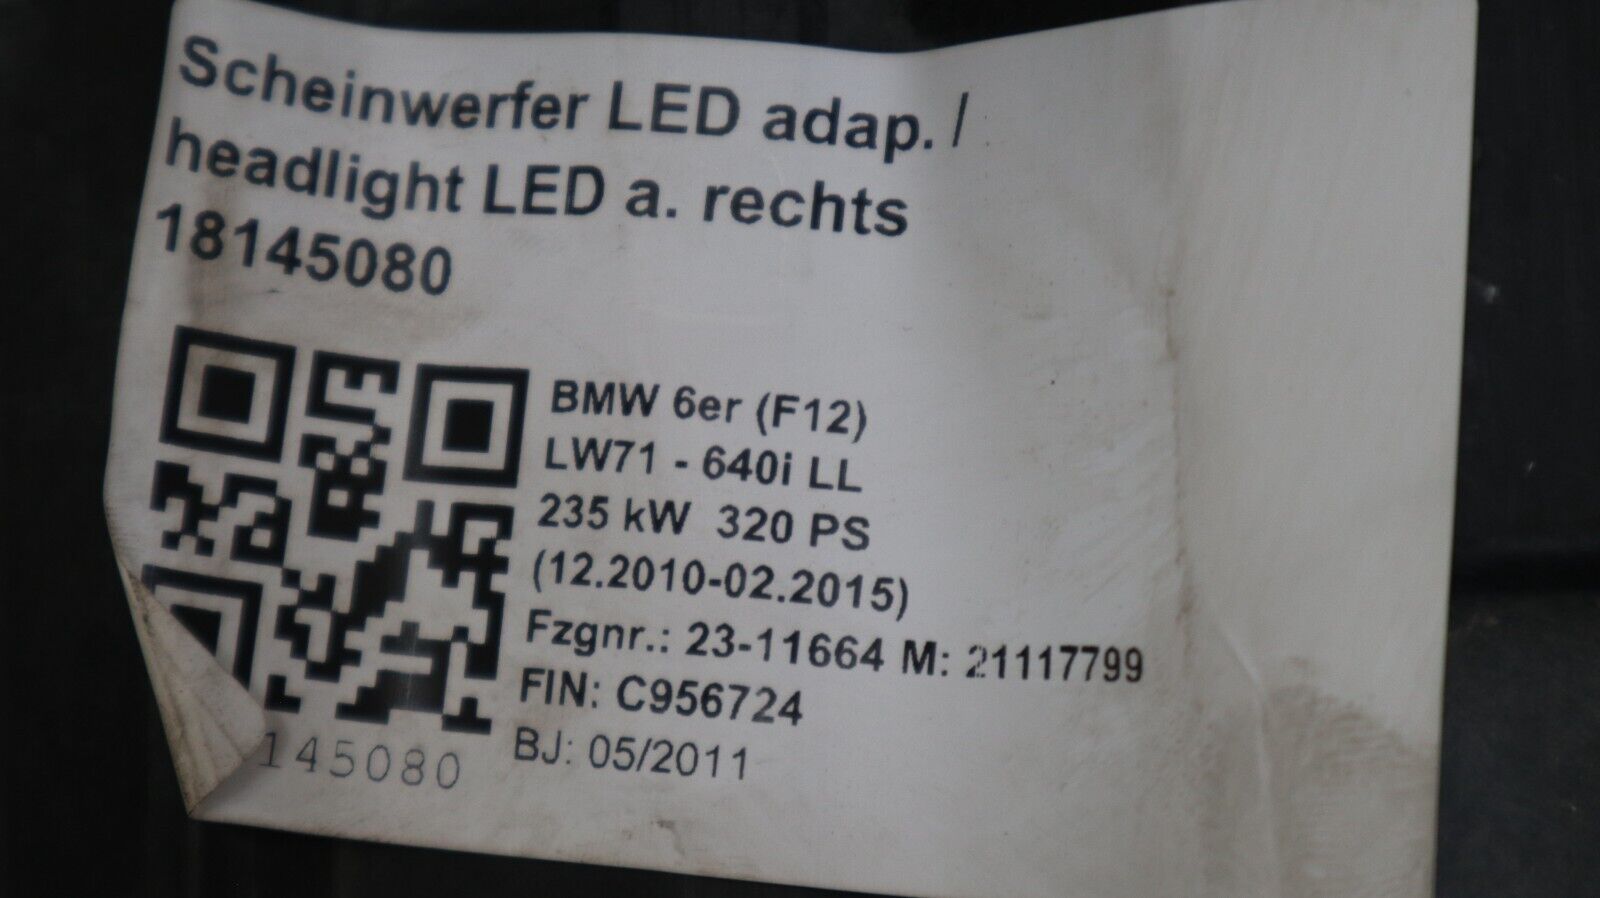 Scheinwerfer LED adap. /
headlight LED a. rechts
18145080
BMW 6er (F12)
LW71 - 640i LL
235 kW 320 PS
(12.2010-02.2015)
Fzgnr.: 23-11664 M: 21117799
FIN: C956724
BJ: 05/2011
145080